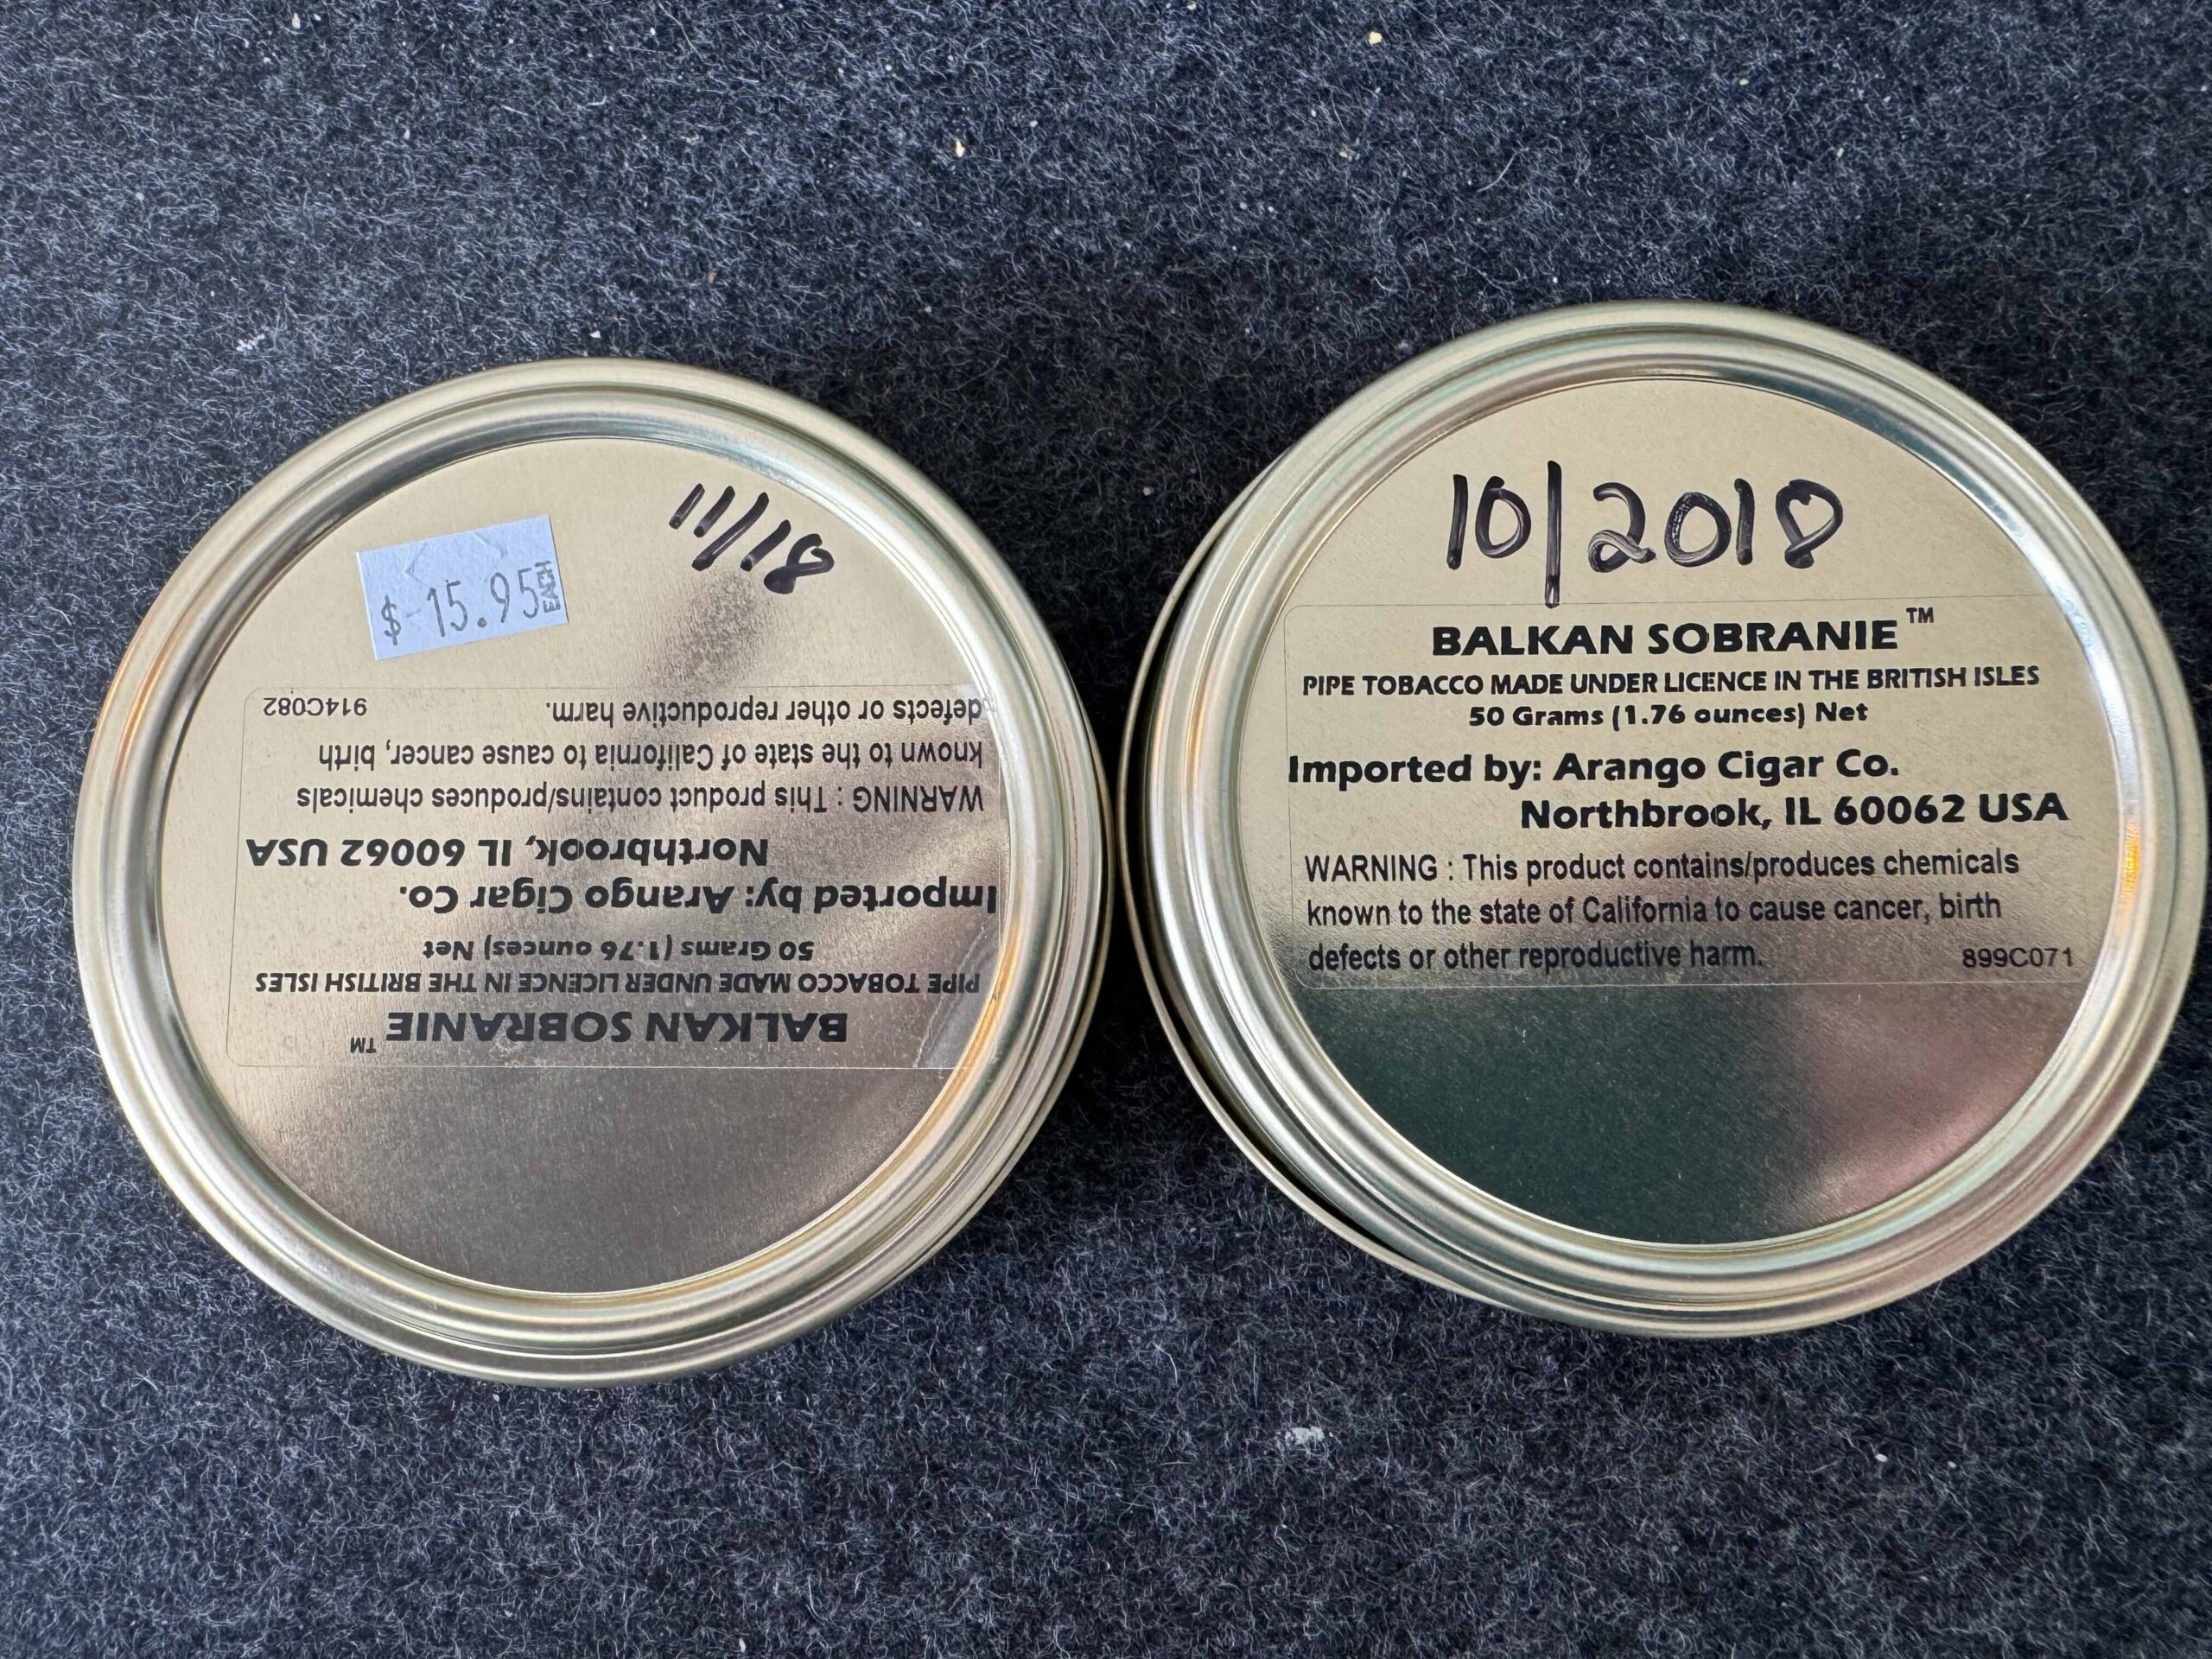 $ 15.95 EACH
11/18
BALKAN SOBRANIE™
PIPE TOBACCO MADE UNDER LICENCE IN THE BRITISH ISLES
50 Grams (1.76 ounces) Net
Imported by: Arango Cigar Co.
Northbrook, IL 60062 USA
WARNING : This product contains/produces chemicals
known to the state of California to cause cancer, birth
defects or other reproductive harm. 914C082
10/2018
BALKAN SOBRANIE™
PIPE TOBACCO MADE UNDER LICENCE IN THE BRITISH ISLES
50 Grams (1.76 ounces) Net
Imported by: Arango Cigar Co.
Northbrook, IL 60062 USA
WARNING : This product contains/produces chemicals
known to the state of California to cause cancer, birth
defects or other reproductive harm. 899C071